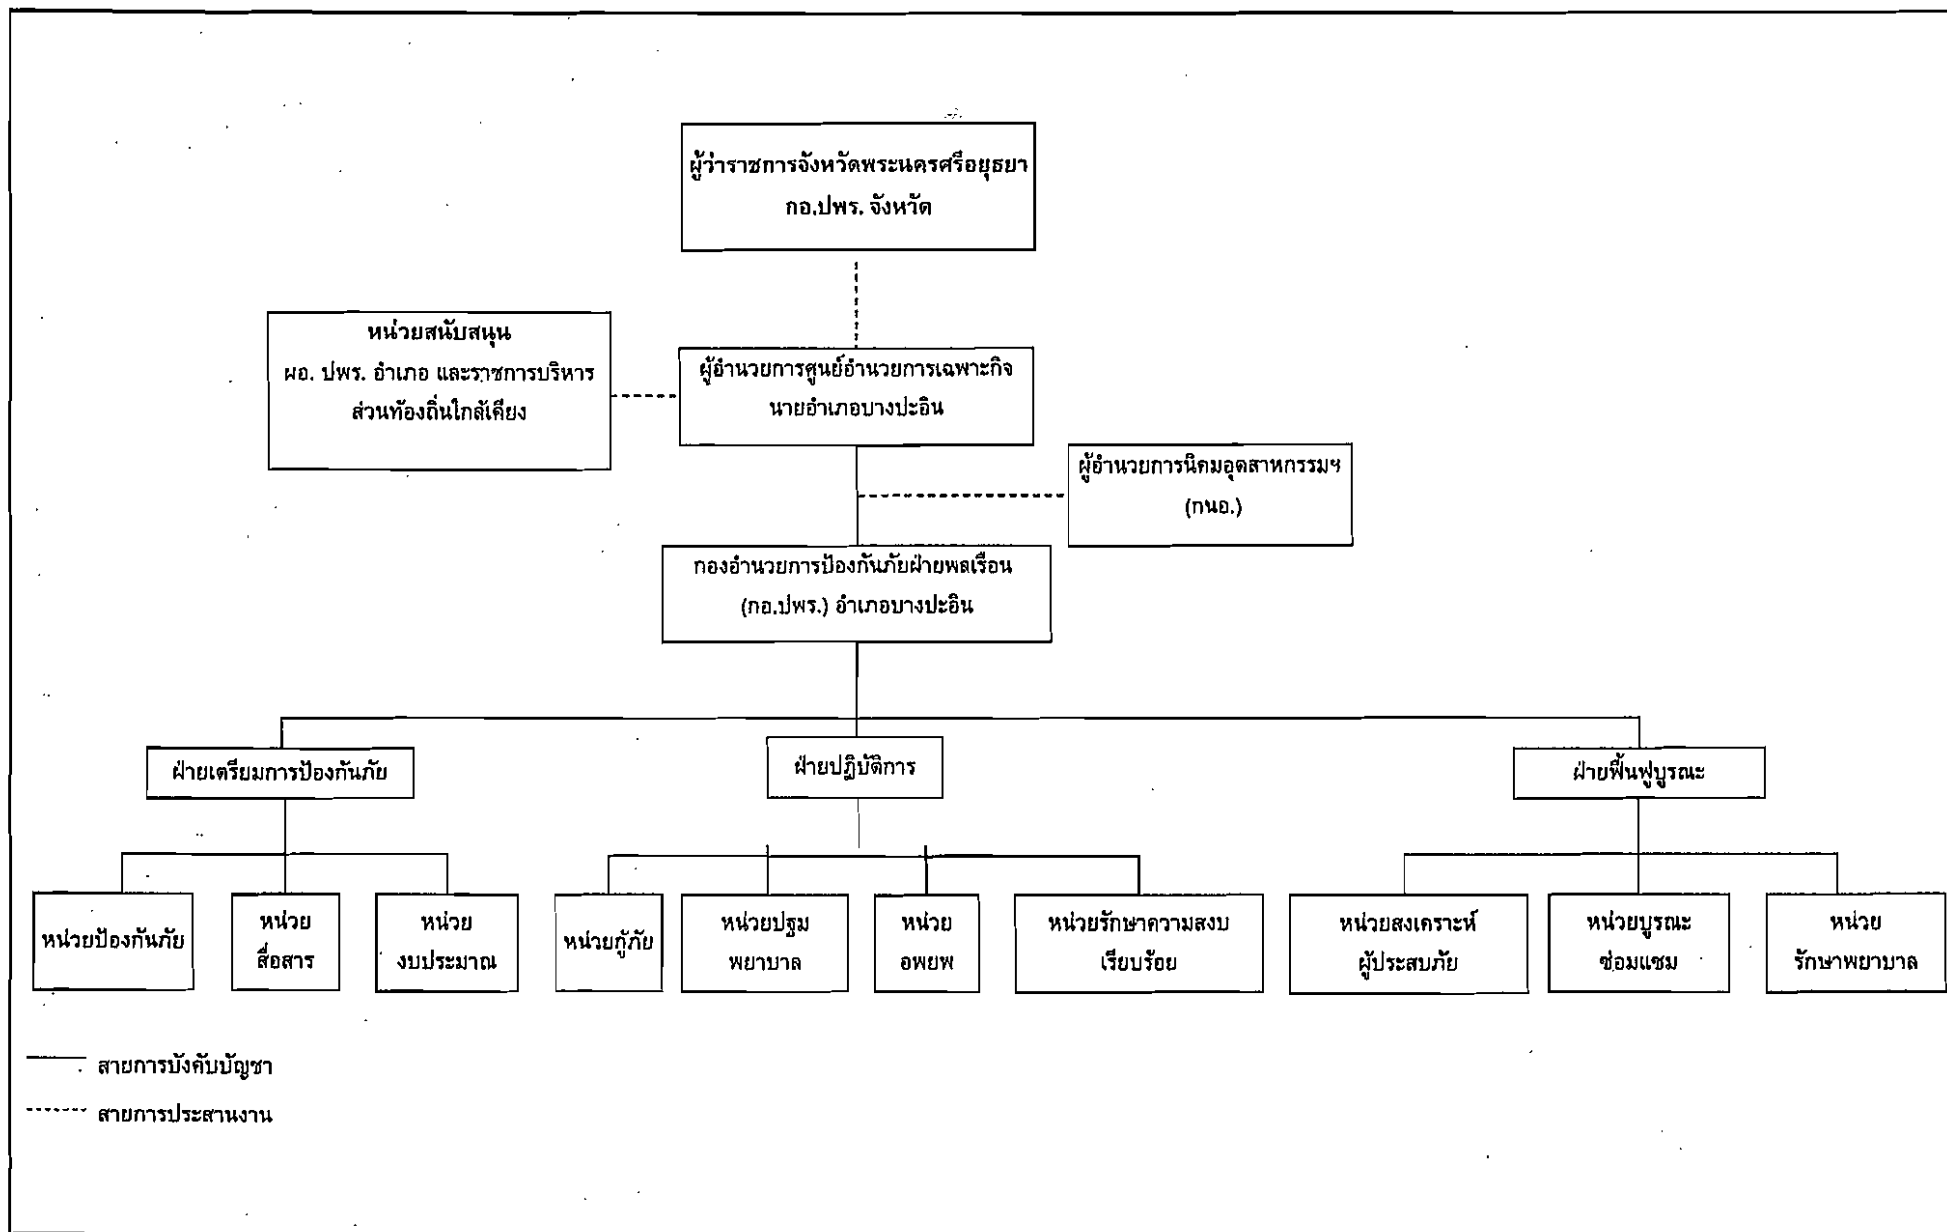 ผู้ว่าราชการจังหวัดพระนครศรีอยุธยา
กอ.ปพร. จังหวัด
หน่วยสนับสนุน
ผอ. ปพร. อำเภอ และราชการบริหาร
ส่วนท้องถิ่นใกล้เคียง
ผู้อำนวยการศูนย์อำนวยการเฉพาะกิจ
นายอำเภอบางปะอิน
ผู้อำนวยการนิคมอุตสาหกรรมฯ
(กนอ.)
กองอำนวยการป้องกันภัยฝ่ายพลเรือน
(กอ.ปพร.) อำเภอบางปะอิน
ฝ่ายเตรียมการป้องกันภัย
ฝ่ายปฏิบัติการ
ฝ่ายฟื้นฟูบูรณะ
หน่วยป้องกันภัย
หน่วย
สื่อสาร
หน่วย
งบประมาณ
หน่วยกู้ภัย
หน่วยปฐม
พยาบาล
หน่วย
อพยพ
หน่วยรักษาความสงบ
เรียบร้อย
หน่วยสงเคราะห์
ผู้ประสบภัย
หน่วยบูรณะ
ซ่อมแซม
หน่วย
รักษาพยาบาล
สายการบังคับบัญชา
สายการประสานงาน